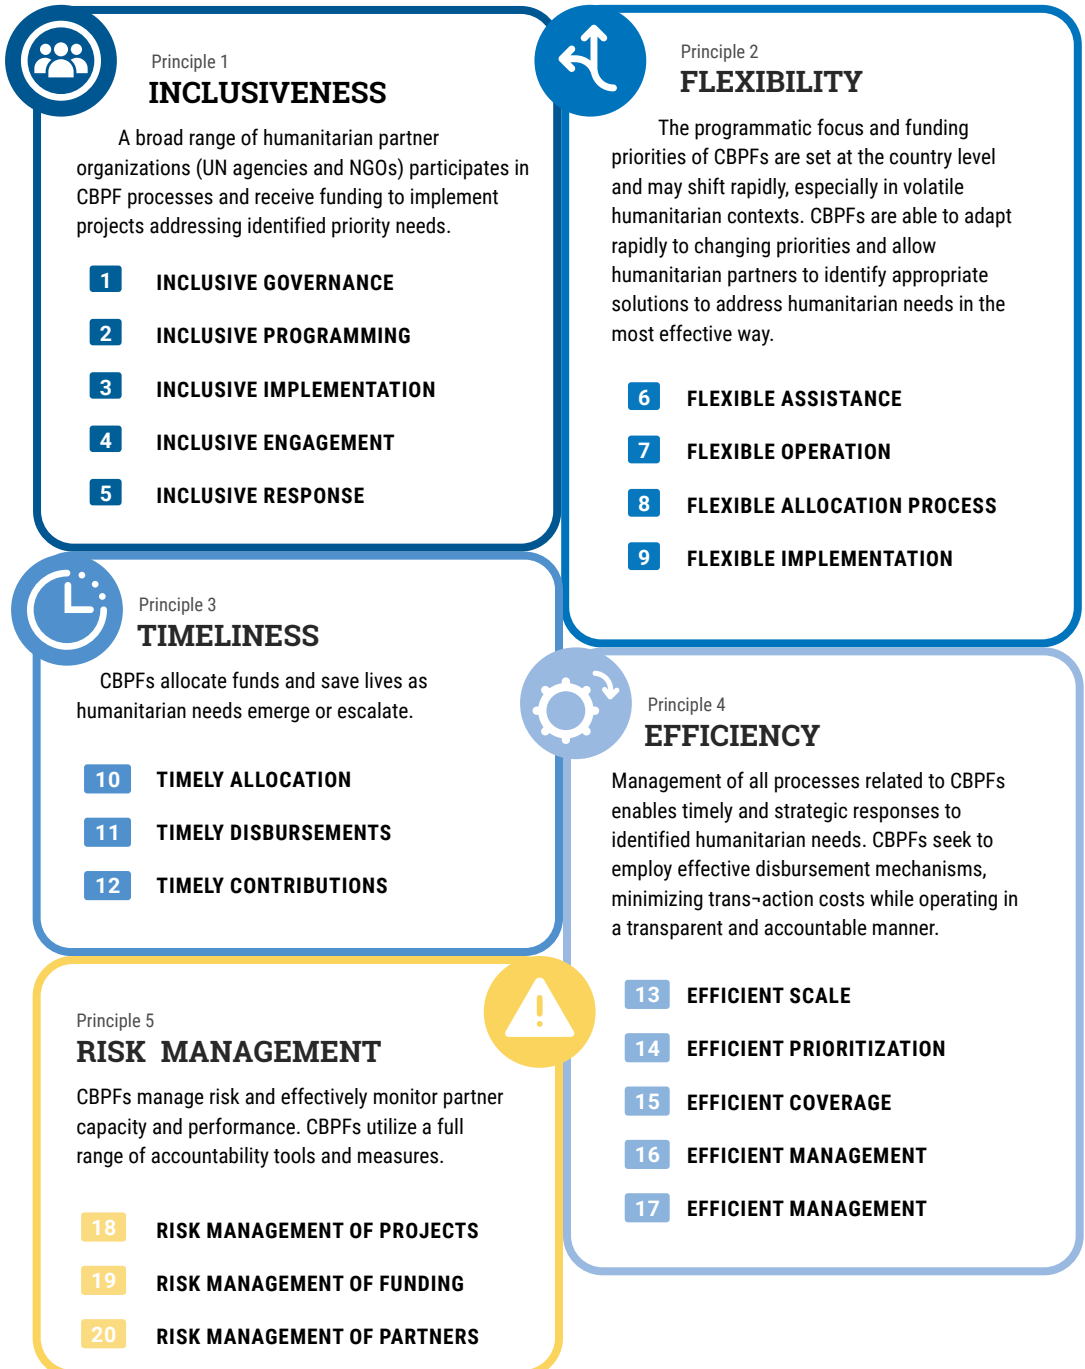 Principle 1
INCLUSIVENESS
A broad range of humanitarian partner
organizations (UN agencies and NGOs) participates in
CBPF processes and receive funding to implement
projects addressing identified priority needs.
1 INCLUSIVE GOVERNANCE
2 INCLUSIVE PROGRAMMING
3 INCLUSIVE IMPLEMENTATION
4 INCLUSIVE ENGAGEMENT
5 INCLUSIVE RESPONSE
Principle 2
FLEXIBILITY
The programmatic focus and funding
priorities of CBPFs are set at the country level
and may shift rapidly, especially in volatile
humanitarian contexts. CBPFs are able to adapt
rapidly to changing priorities and allow
humanitarian partners to identify appropriate
solutions to address humanitarian needs in the
most effective way.
6 FLEXIBLE ASSISTANCE
7 FLEXIBLE OPERATION
8 FLEXIBLE ALLOCATION PROCESS
9 FLEXIBLE IMPLEMENTATION
Principle 3
TIMELINESS
CBPFs allocate funds and save lives as
humanitarian needs emerge or escalate.
10 TIMELY ALLOCATION
11 TIMELY DISBURSEMENTS
12 TIMELY CONTRIBUTIONS
Principle 4
EFFICIENCY
Management of all processes related to CBPFs
enables timely and strategic responses to
identified humanitarian needs. CBPFs seek to
employ effective disbursement mechanisms,
minimizing trans¬action costs while operating in
a transparent and accountable manner.
13 EFFICIENT SCALE
14 EFFICIENT PRIORITIZATION
15 EFFICIENT COVERAGE
16 EFFICIENT MANAGEMENT
17 EFFICIENT MANAGEMENT
Principle 5
RISK MANAGEMENT
CBPFs manage risk and effectively monitor partner
capacity and performance. CBPFs utilize a full
range of accountability tools and measures.
18 RISK MANAGEMENT OF PROJECTS
19 RISK MANAGEMENT OF FUNDING
20 RISK MANAGEMENT OF PARTNERS